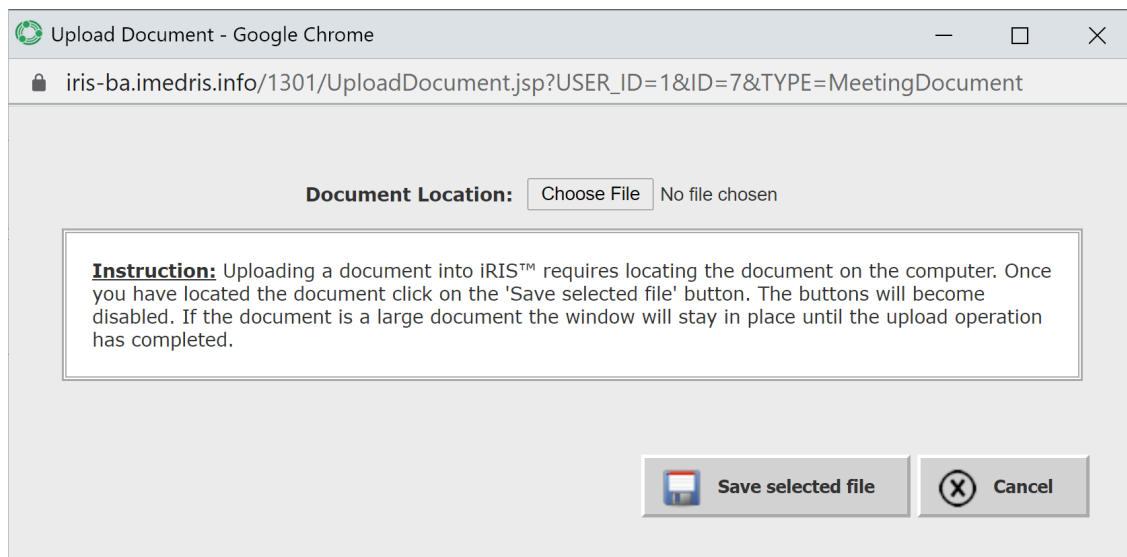 Upload Document - Google Chrome
iris-ba.imedris.info/1301/UploadDocument.jsp?USER_ID=1&ID=7&TYPE=MeetingDocument
Document Location: Choose File No file chosen
Instruction: Uploading a document into iRIS™ requires locating the document on the computer. Once
you have located the document click on the 'Save selected file' button. The buttons will become
disabled. If the document is a large document the window will stay in place until the upload operation
has completed.
Save selected file Cancel